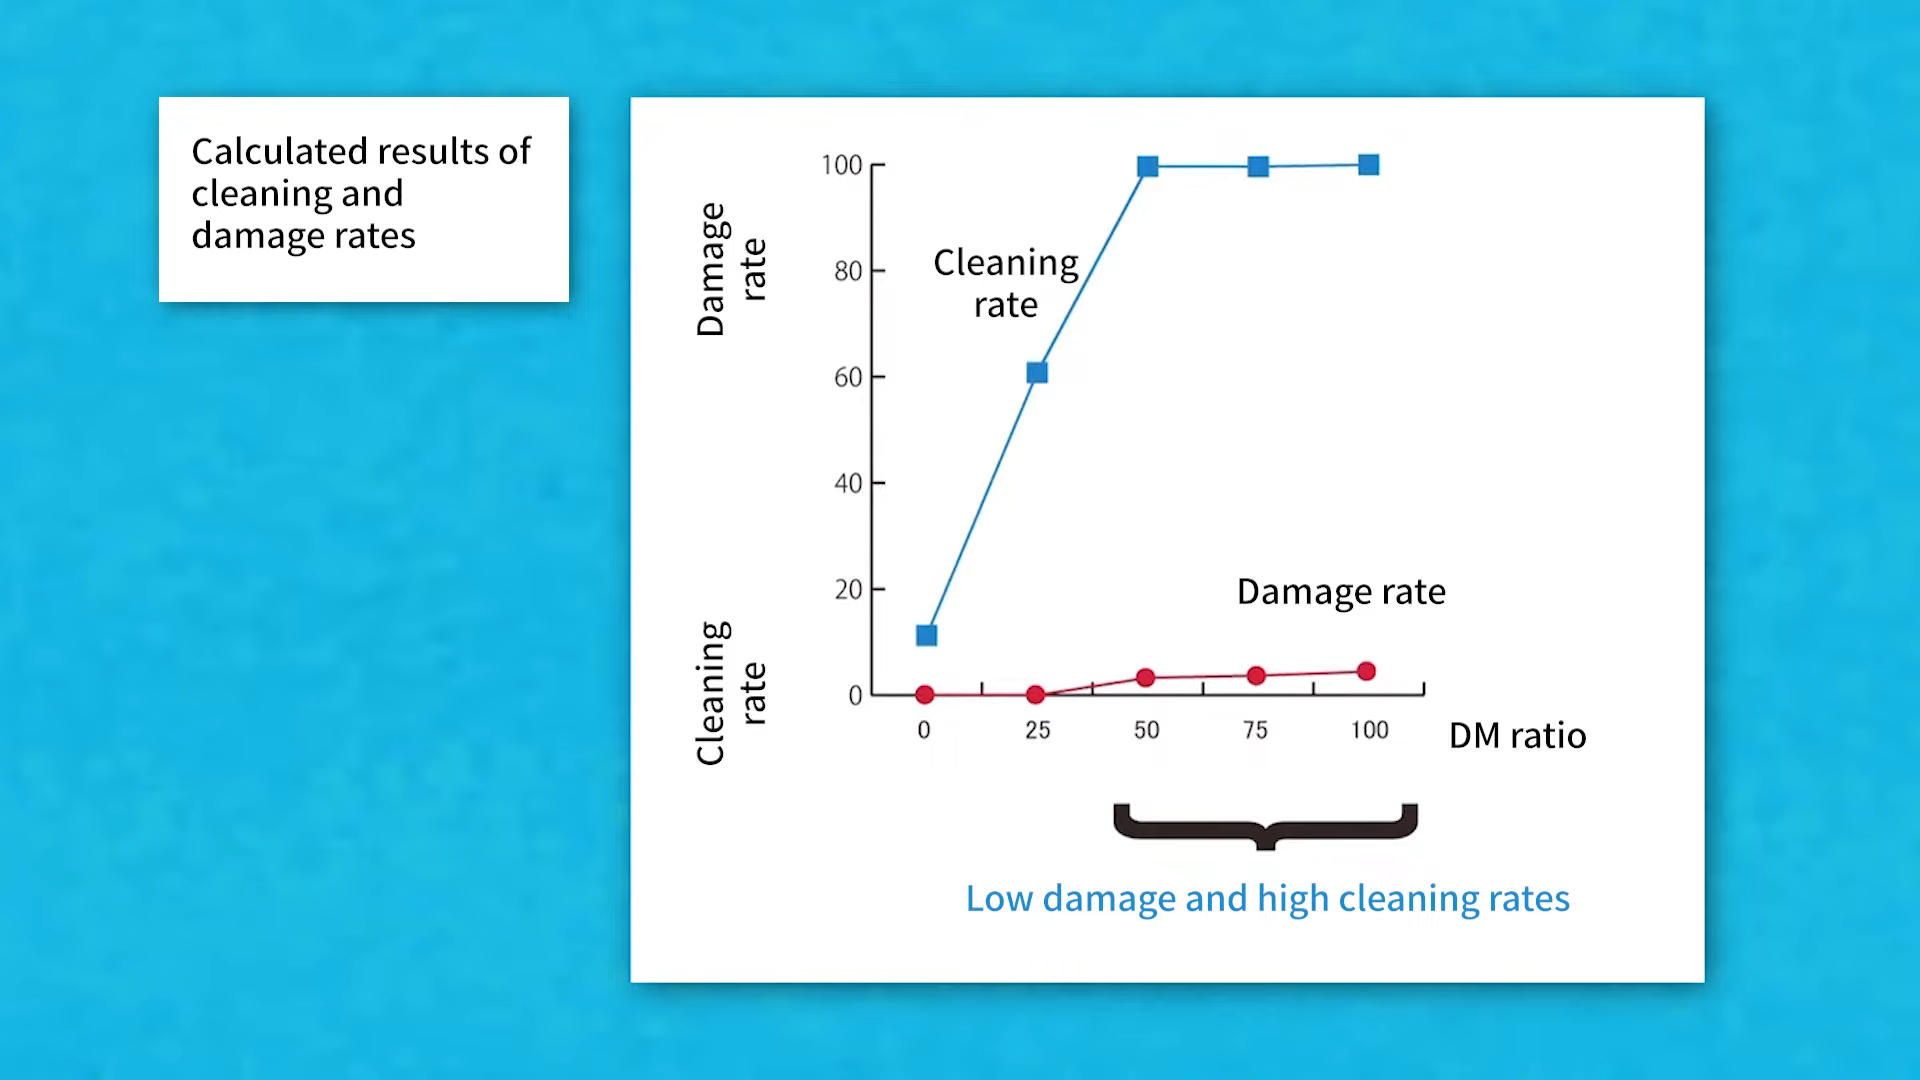 Calculated results of
cleaning and
damage rates
Damage
rate
Cleaning
rate
100
80
60
40
20
0
Cleaning
rate
Damage rate
0 25 50 75 100
DM ratio
Low damage and high cleaning rates